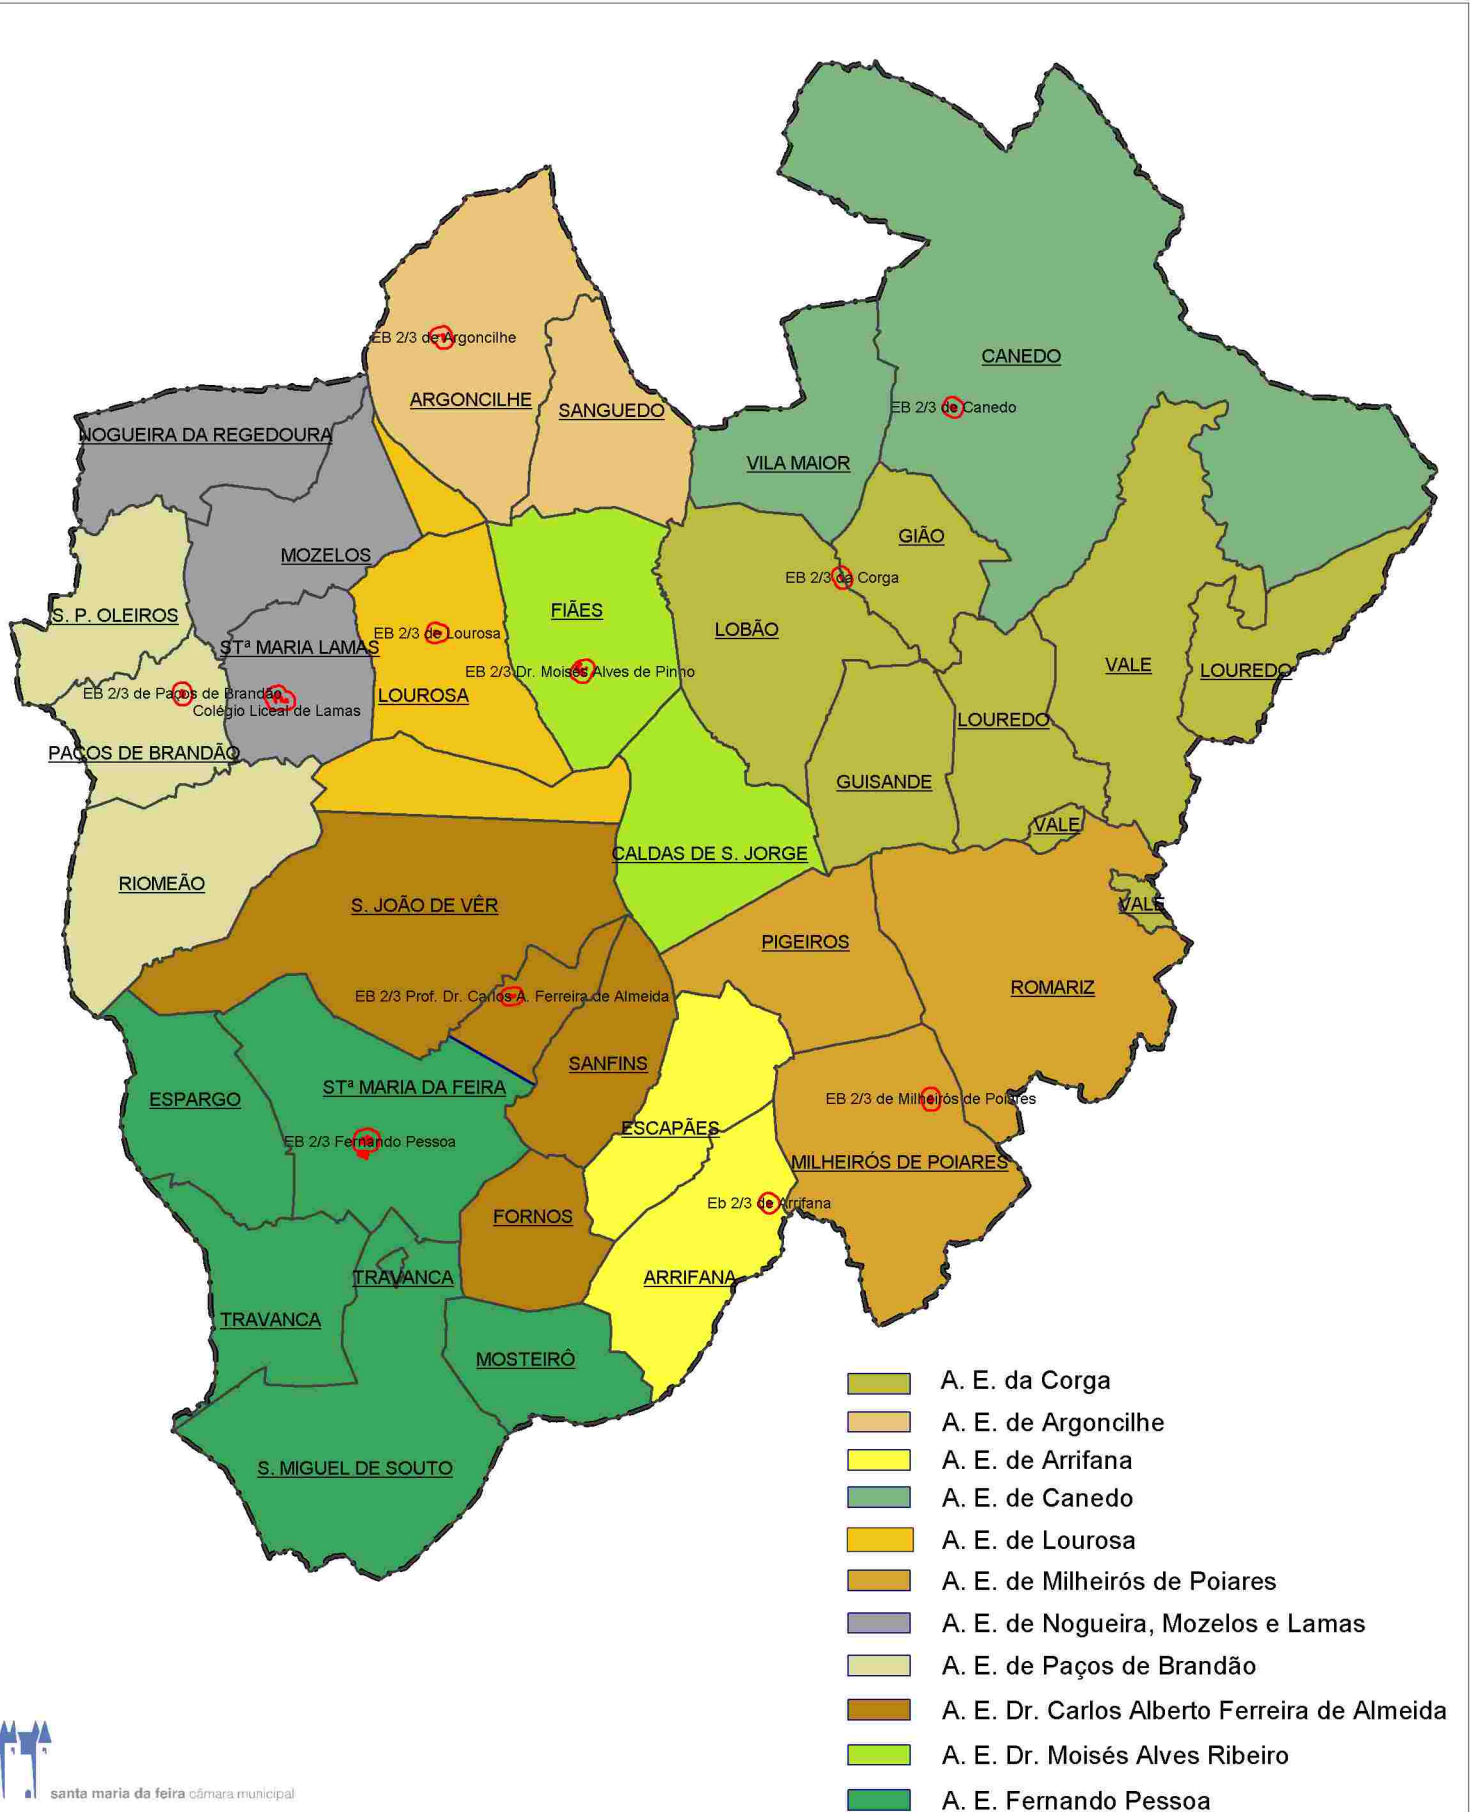 CANEDO
EB 2/3 de Argoncilhe
ARGONCILHE
SANGUEDO
EB 2/3 de Canedo
NOGUEIRA DA REGEDOURA
VILA MAIOR
GIÃO
MOZELOS
EB 2/3 da Corga
S. P. OLEIROS
FIÃES
LOBÃO
EB 2/3 de Lourosa
STª MARIA LAMAS
VALE
LOUREDO
EB 2/3 Dr. Moisés Alves de Pinho
EB 2/3 de Paços de Brandão
LOUROSA
Colégio Liceal de Lamas
LOUREDO
PAÇOS DE BRANDÃO
GUISANDE
VALE
CALDAS DE S. JORGE
RIOMEÃO
S. JOÃO DE VÊR
VALE
PIGEIROS
ROMARIZ
EB 2/3 Prof. Dr. Carlos A. Ferreira de Almeida
SANFINS
STª MARIA DA FEIRA
ESPARGO
EB 2/3 de Milheirós de Poiares
ESCAPÃES
EB 2/3 Fernando Pessoa
MILHEIRÓS DE POIARES
Eb 2/3 de Arrifana
FORNOS
TRAVANCA
ARRIFANA
TRAVANCA
MOSTEIRÔ
S. MIGUEL DE SOUTO
A. E. da Corga
A. E. de Argoncilhe
A. E. de Arrifana
A. E. de Canedo
A. E. de Lourosa
A. E. de Milheirós de Poiares
A. E. de Nogueira, Mozelos e Lamas
A. E. de Paços de Brandão
A. E. Dr. Carlos Alberto Ferreira de Almeida
A. E. Dr. Moisés Alves Ribeiro
A. E. Fernando Pessoa
santa maria da feira câmara municipal